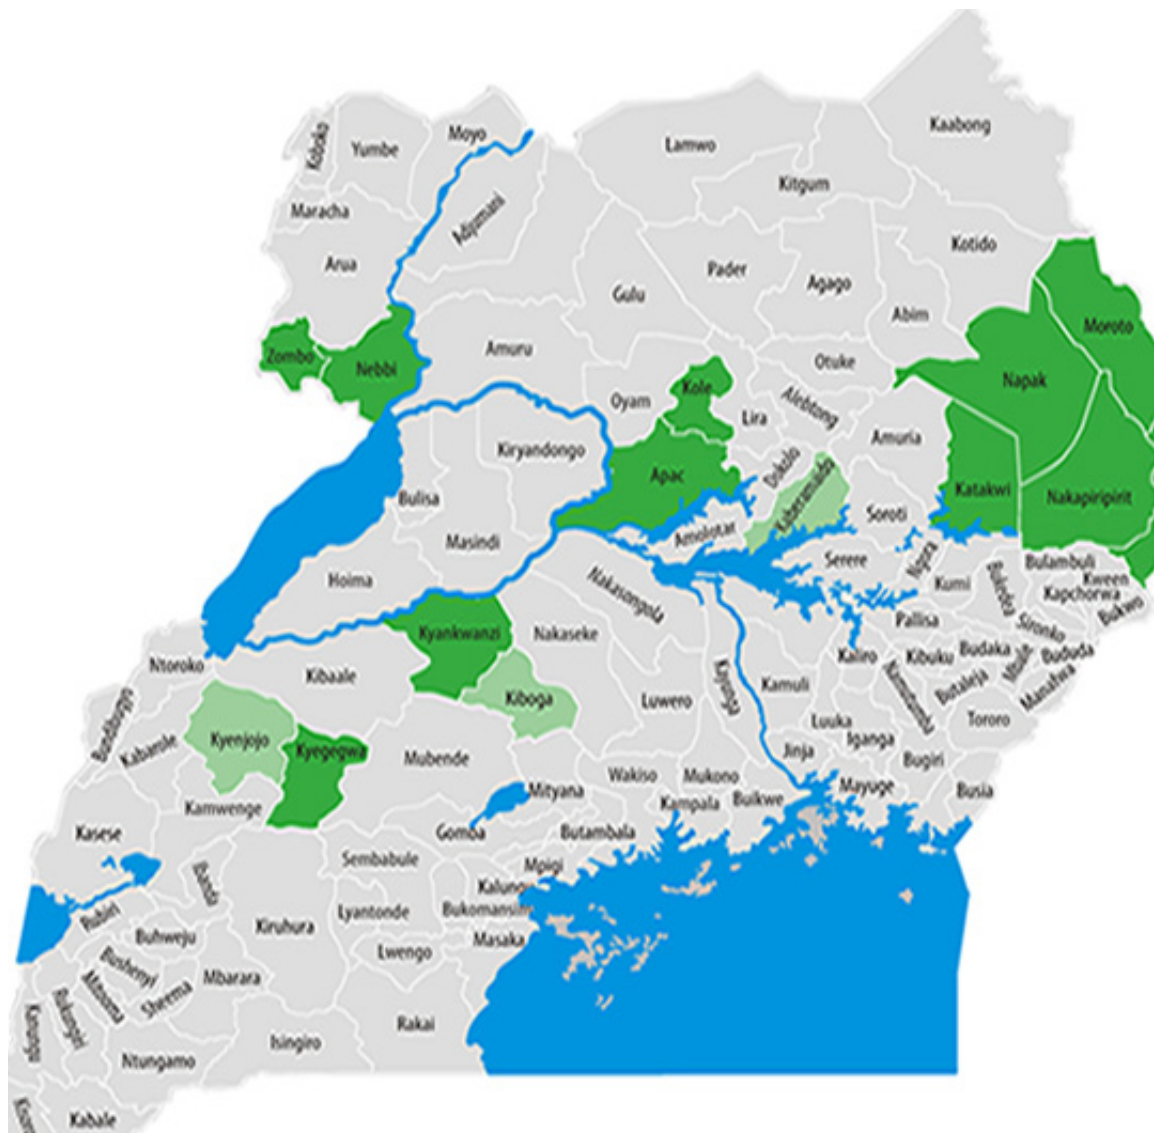 Kaabong
Koboko
Yumbe
Moyo
Lamwo
Kitgum
Maracha
Adjumani
Kotido
Arua
Pader
Agago
Gulu
Abim
Moroto
Zombo
Nebbi
Amuru
Otuke
Napak
Kole
Oyam
Alebtong
Lira
Amuria
Kiryandongo
Dokolo
Apac
Kaberamaido
Katakwi
Nakapiripirit
Bulisa
Soroti
Masindi
Amolotar
Serere
Ngora
Bulambuli
Hoima
Nakasongola
Kumi
Bukedea
Kween
Kapchorwa
Bukwo
Pallisa
Sironko
Kyankwanzi
Nakaseke
Kaliro
Kibuku
Budaka
Mbale
Bududa
Ntoroko
Kibaale
Kayunga
Kamuli
Namutumba
Butaleja
Manafwa
Kiboga
Luwero
Bundibugyo
Kabarole
Kyenjojo
Kyegegwa
Luuka
Iganga
Tororo
Mubende
Jinja
Bugiri
Wakiso
Mukono
Mityana
Kampala
Buikwe
Mayuge
Busia
Kamwenge
Kasese
Gomba
Butambala
Sembabule
Mpigi
Ibanda
Kalungu
Lyantonde
Bukomansimb
Rubiri
Kiruhura
Buhweju
Masaka
Lwengo
Bushenyi
Mbarara
Mitooma
Sheema
Rukungiri
Kanungu
Rakai
Isingiro
Ntungamo
Kabale